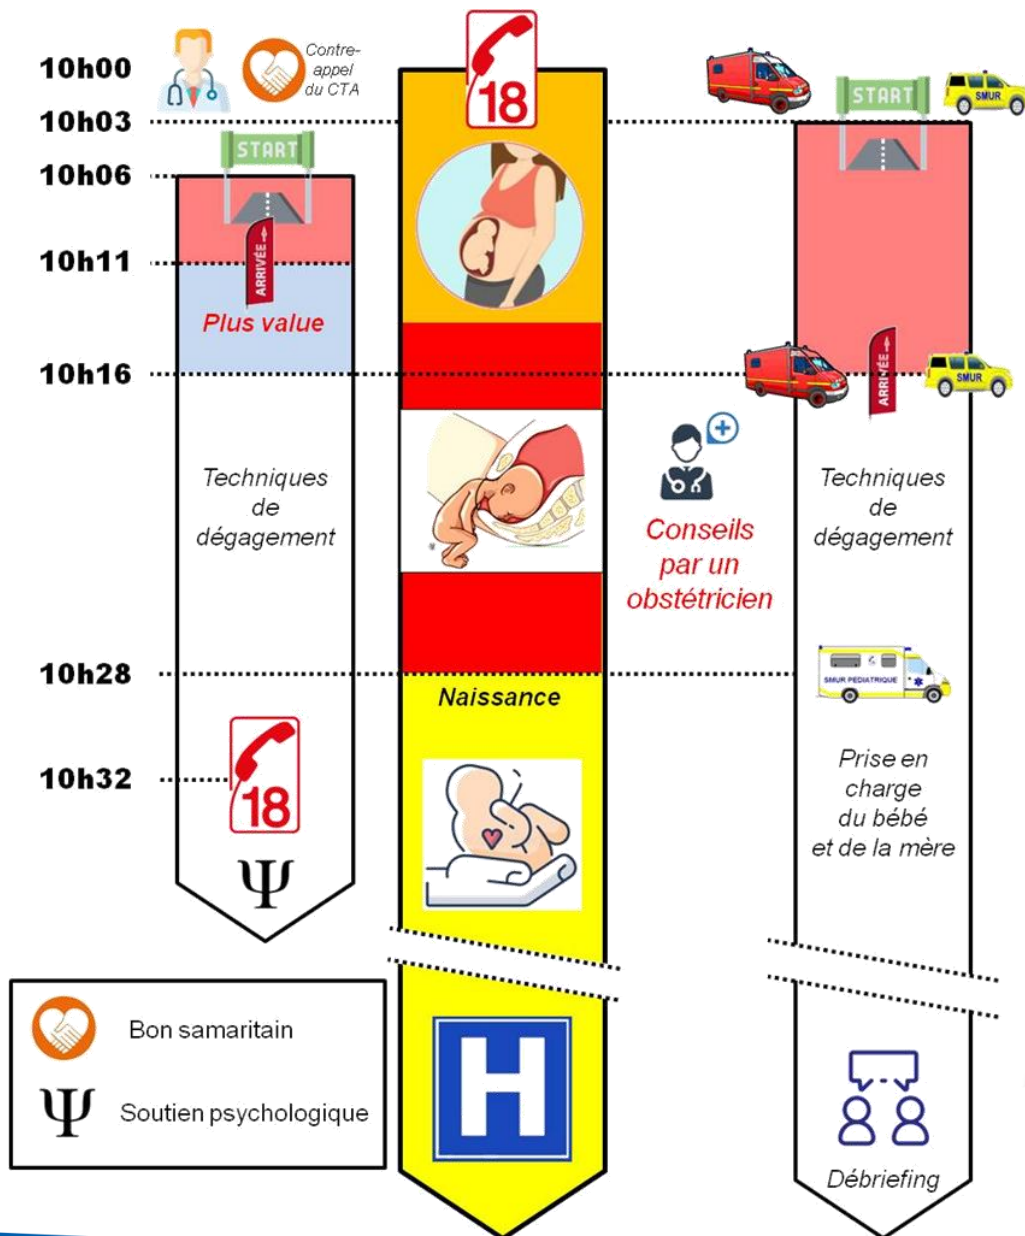 10h00
Contre-
appel
du CTA
18
START
SMUR
10h03
START
10h06
10h11
ARRIVÉE
Plus value
10h16
ARRIVÉE
SMUR
Techniques
de
dégagement
Conseils
par un
obstétricien
Techniques
de
dégagement
10h28
Naissance
SMUR PEDIATRIQUE
10h32
18
Ψ
Prise en
charge
du bébé
et de la mère
Bon samaritain
Ψ Soutien psychologique
H
Débriefing